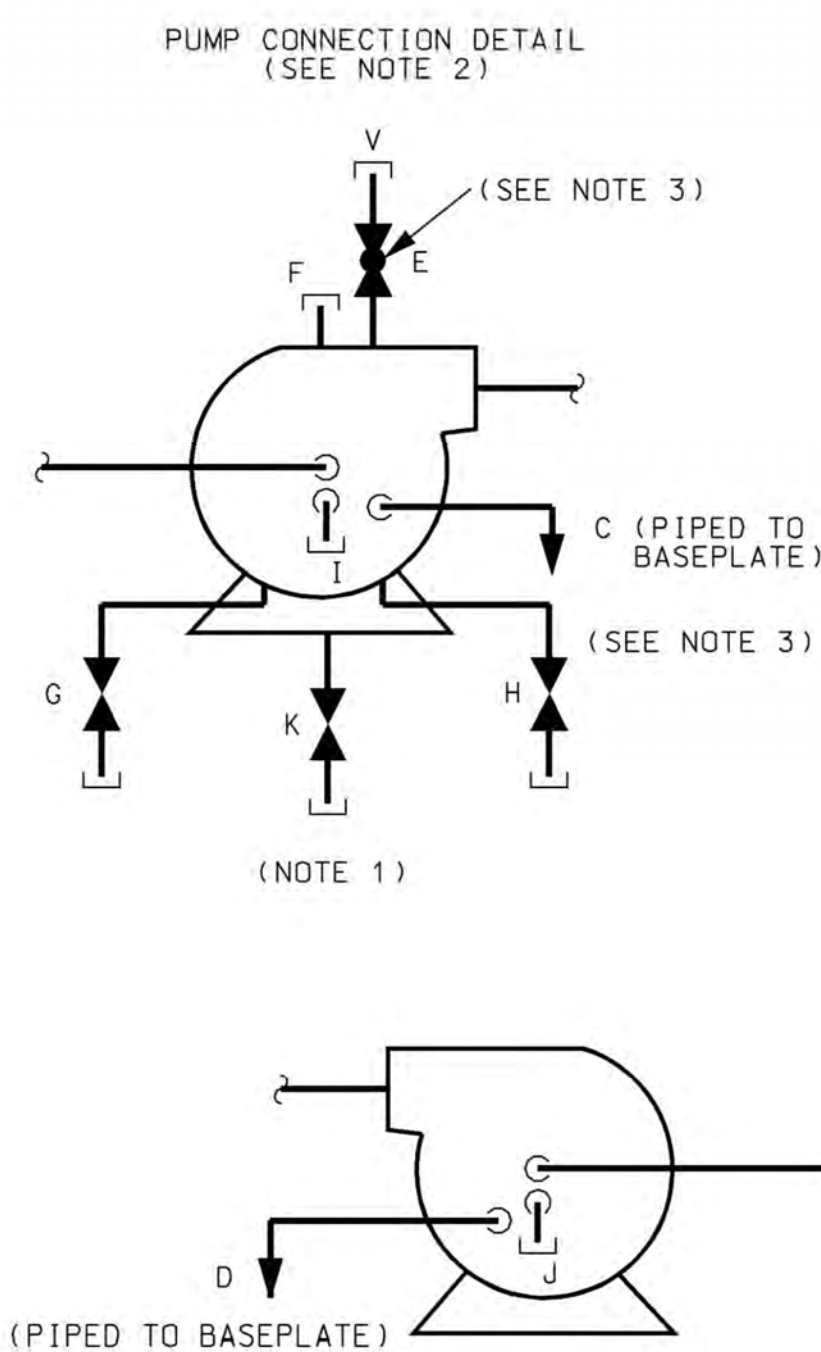 PUMP CONNECTION DETAIL
(SEE NOTE 2)
V
(SEE NOTE 3)
E
F
C (PIPED TO
BASEPLATE)
I
(SEE NOTE 3)
G
K
H
(NOTE 1)
D
J
(PIPED TO BASEPLATE)